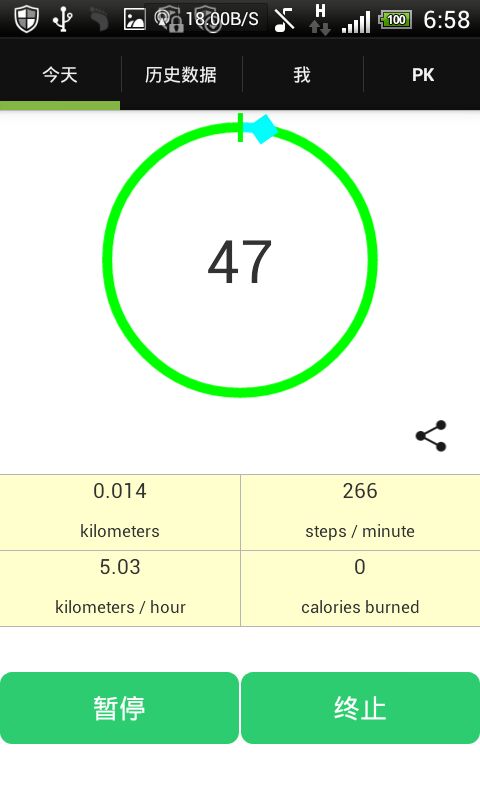 18.00B/S H 100 6:58
今天 历史数据 我 PK
47
0.014 266
kilometers steps / minute
5.03 0
kilometers / hour calories burned
暂停 终止